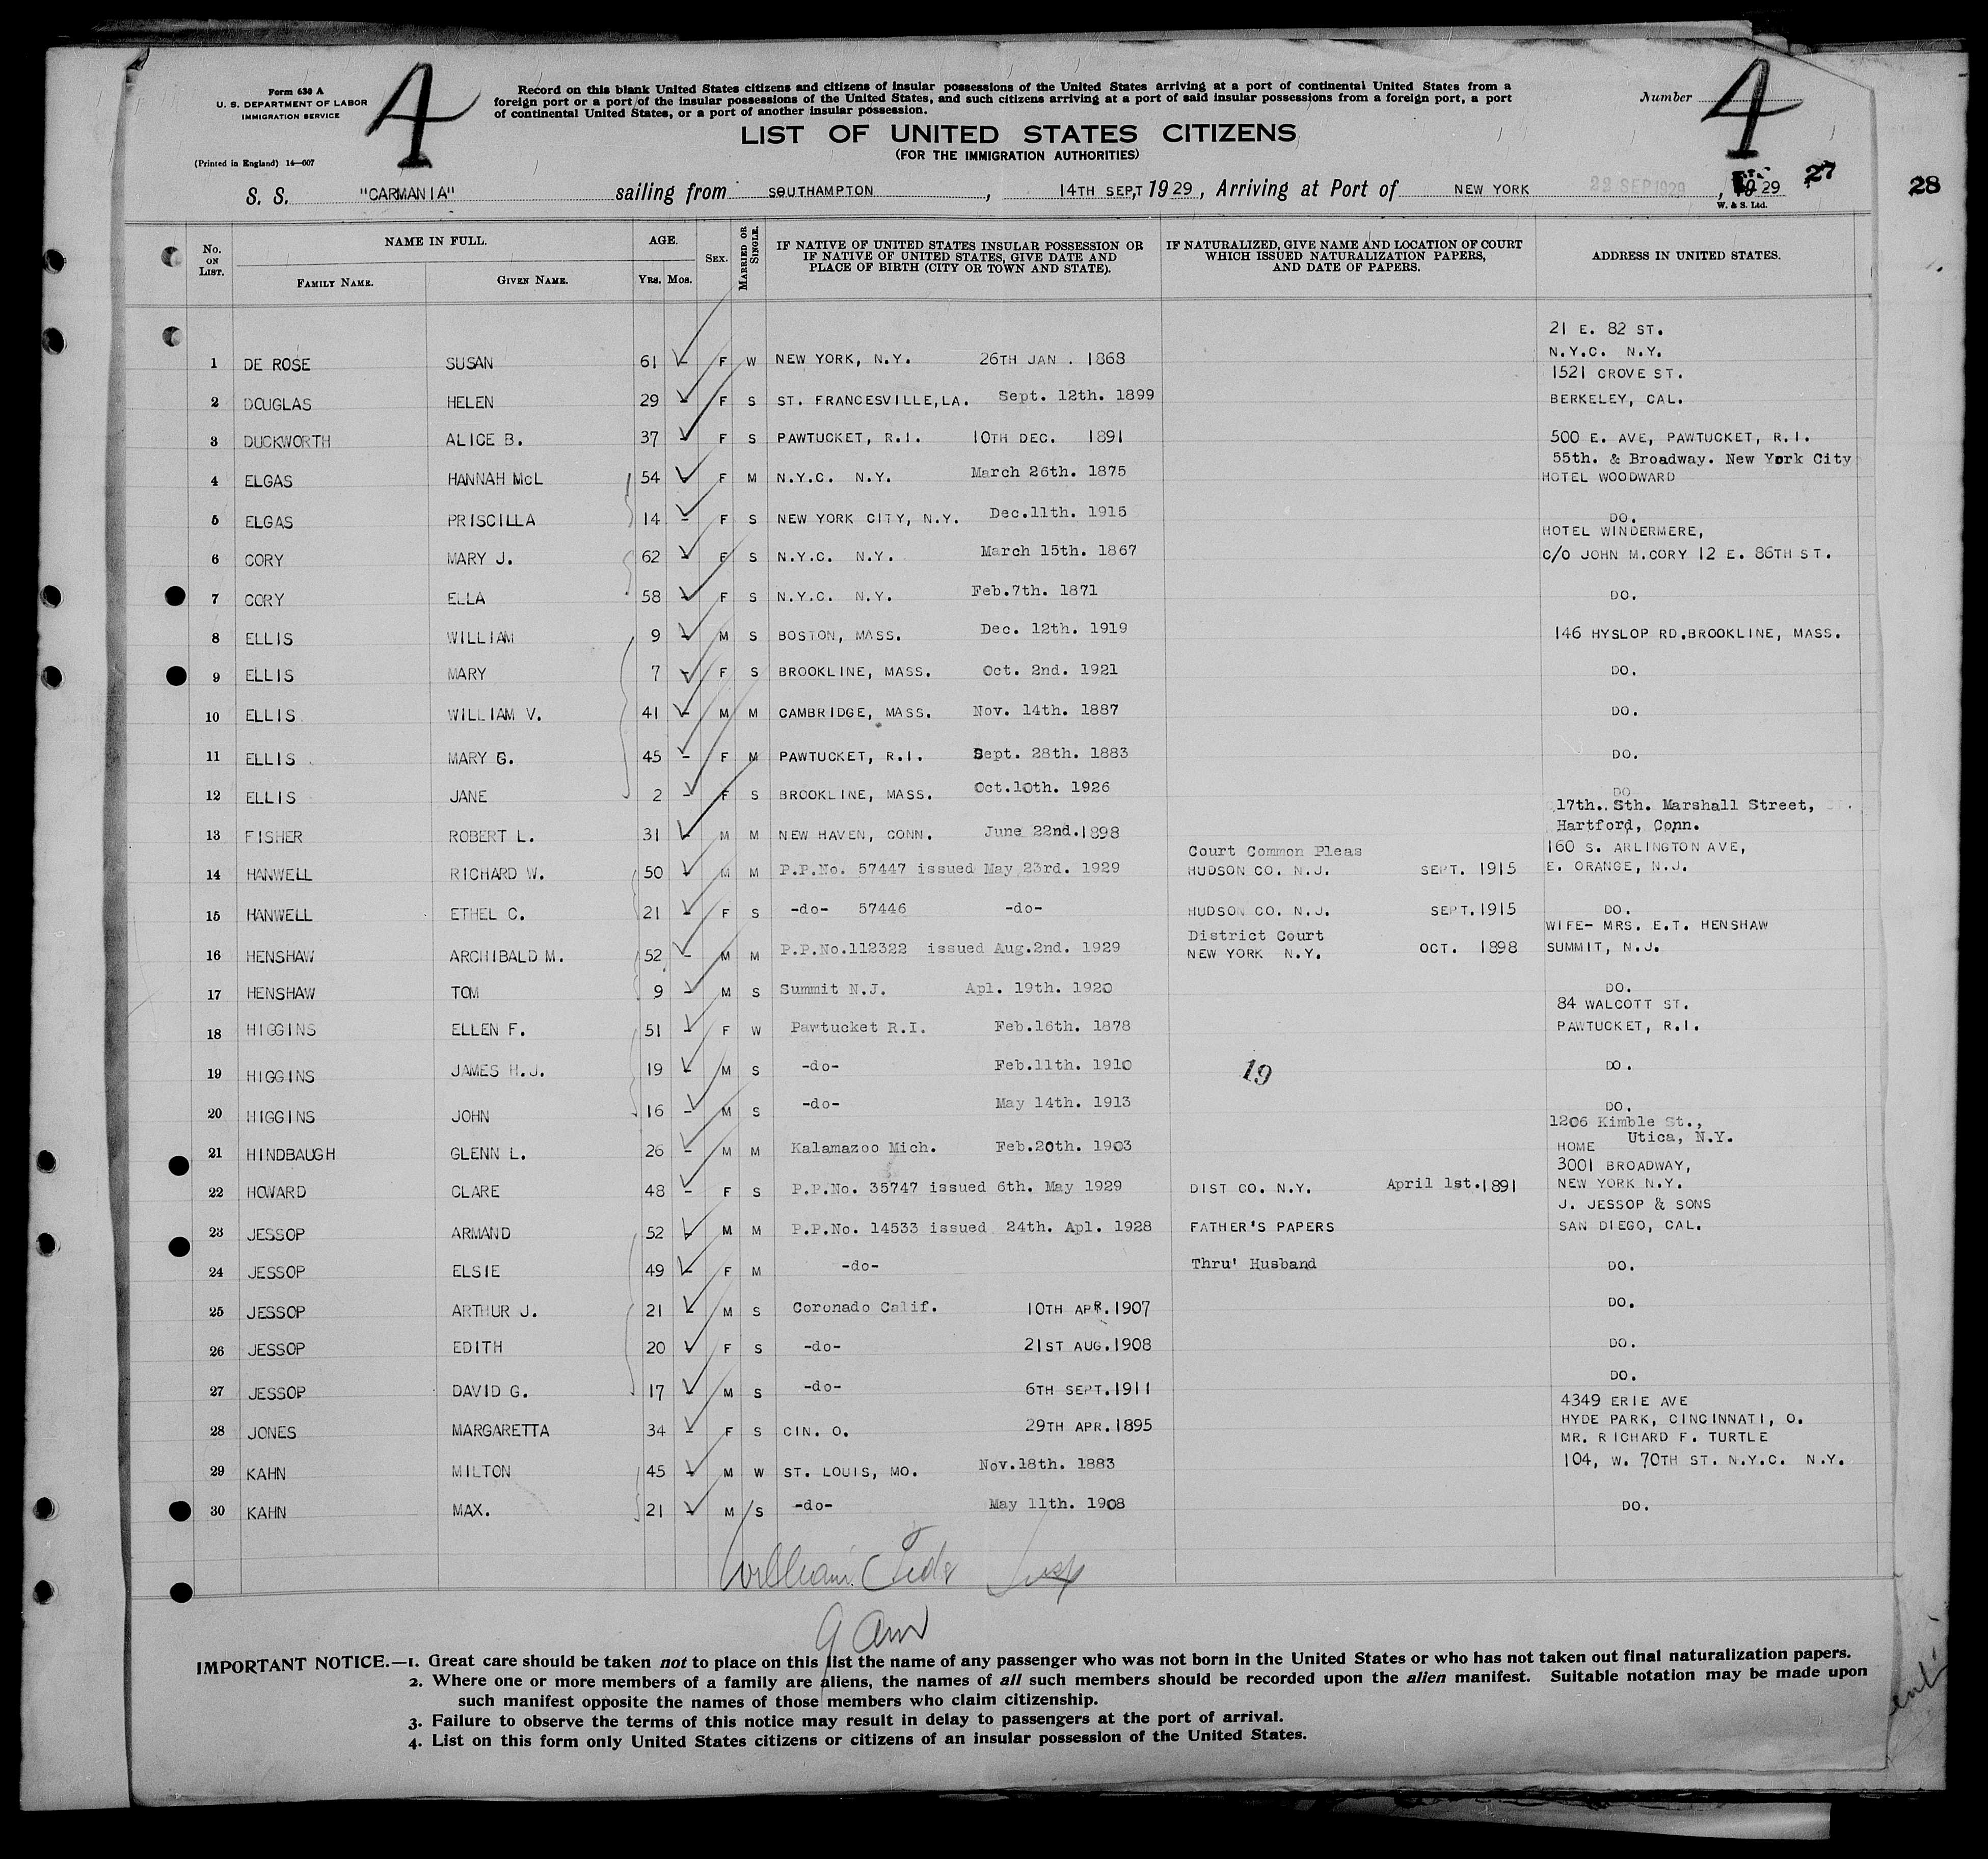 Form 630 A
U. S. DEPARTMENT OF LABOR
IMMIGRATION SERVICE
(Printed in England) 14—607
4
Record on this blank United States citizens and citizens of insular possessions of the United States arriving at a port of continental United States from a
foreign port or a port of the insular possessions of the United States, and such citizens arriving at a port of said insular possessions from a foreign port, a port
of continental United States, or a port of another insular possession.
LIST OF UNITED STATES CITIZENS
(FOR THE IMMIGRATION AUTHORITIES)
Number 4
S. S. "CARMANIA" sailing from SOUTHAMPTON, 14TH SEPT, 1929, Arriving at Port of NEW YORK 22 SEP 1929, 1929 27 28
W. & S. Ltd.
No. ON LIST. NAME IN FULL. FAMILY NAME. GIVEN NAME. AGE. YRS. MOS. SEX. MARRIED OR SINGLE. IF NATIVE OF UNITED STATES INSULAR POSSESSION OR IF NATIVE OF UNITED STATES, GIVE DATE AND PLACE OF BIRTH (CITY OR TOWN AND STATE). IF NATURALIZED, GIVE NAME AND LOCATION OF COURT WHICH ISSUED NATURALIZATION PAPERS, AND DATE OF PAPERS. ADDRESS IN UNITED STATES.
21 E. 82 ST.
1 DE ROSE SUSAN 61 - F W NEW YORK, N.Y. 26TH JAN. 1868 N.Y.C. N.Y.
1521 GROVE ST.
2 DOUGLAS HELEN 29 - F S ST. FRANCESVILLE, LA. Sept. 12th. 1899 BERKELEY, CAL.
3 DUCKWORTH ALICE B. 37 - F S PAWTUCKET, R.I. 10TH DEC. 1891 500 E. AVE, PAWTUCKET, R.I.
55th. & Broadway. New York City
4 ELGAS HANNAH McL 54 F M N.Y.C. N.Y. March 26th. 1875 HOTEL WOODWARD
5 ELGAS PRISCILLA 14 - F S NEW YORK CITY, N.Y. Dec.11th. 1915 DO.
HOTEL WINDERMERE,
6 CORY MARY J. 62 - F S N.Y.C. N.Y. March 15th. 1867 C/O JOHN M.CORY 12 E. 86TH ST.
7 CORY ELLA 58 - F S N.Y.C. N.Y. Feb.7th. 1871 DO.
8 ELLIS WILLIAM 9 - M S BOSTON, MASS. Dec. 12th. 1919 146 HYSLOP RD.BROOKLINE, MASS.
9 ELLIS MARY 7 - F S BROOKLINE, MASS. Oct. 2nd. 1921 DO.
10 ELLIS WILLIAM V. 41 - M M CAMBRIDGE, MASS. Nov. 14th. 1887 DO.
11 ELLIS MARY G. 45 - F M PAWTUCKET, R.I. Sept. 28th. 1883 DO.
12 ELLIS JANE 2 - F S BROOKLINE, MASS. Oct.10th. 1926 DO
17th. Sth. Marshall Street,
13 FISHER ROBERT L. 31 - M M NEW HAVEN, CONN. June 22nd.1898 Hartford, Conn.
Court Common Pleas 160 S. ARLINGTON AVE,
14 HANWELL RICHARD W. 50 - M M P.P.No. 57447 issued May 23rd. 1929 HUDSON CO. N.J. SEPT. 1915 E. ORANGE, N.J.
15 HANWELL ETHEL C. 21 - F S -do- 57446 -do- HUDSON CO. N.J. SEPT.1915 DO.
District Court WIFE- MRS. E.T. HENSHAW
16 HENSHAW ARCHIBALD M. 52 - M M P.P.No.112322 issued Aug.2nd. 1929 NEW YORK N.Y. OCT. 1898 SUMMIT, N.J.
17 HENSHAW TOM 9 - M S Summit N.J. Apl. 19th. 1920 DO.
84 WALCOTT ST.
18 HIGGINS ELLEN F. 51 - F W Pawtucket R.I. Feb.16th. 1878 PAWTUCKET, R.I.
19 HIGGINS JAMES H.J. 19 - M S -do- Feb.11th. 1910 19 DO.
20 HIGGINS JOHN 16 - M S -do- May 14th. 1913 DO.
1206 Kimble St.,
Utica, N.Y.
21 HINDBAUGH GLENN L. 26 - M M Kalamazoo Mich. Feb.20th. 1903 HOME
3001 BROADWAY,
22 HOWARD CLARE 48 - F S P.P.No. 35747 issued 6th. May 1929 DIST CO. N.Y. April 1st.1891 NEW YORK N.Y.
J. JESSOP & SONS
23 JESSOP ARMAND 52 - M M P.P.No. 14533 issued 24th. Apl. 1928 FATHER'S PAPERS SAN DIEGO, CAL.
24 JESSOP ELSIE 49 - F M -do- Thru' Husband DO.
25 JESSOP ARTHUR J. 21 - M S Coronado Calif. 10TH APR.1907 DO.
26 JESSOP EDITH 20 - F S -do- 21ST AUG.1908 DO.
27 JESSOP DAVID G. 17 - M S -do- 6TH SEPT.1911 DO.
4349 ERIE AVE
28 JONES MARGARETTA 34 - F S CIN. O. 29TH APR.1895 HYDE PARK, CINCINNATI, O.
MR. RICHARD F. TURTLE
29 KAHN MILTON 45 - M W ST. LOUIS, MO. Nov.18th. 1883 104, W. 70TH ST. N.Y.C. N.Y.
30 KAHN MAX. 21 - M S -do- May 11th. 1908 DO.
William
IMPORTANT NOTICE.—1. Great care should be taken not to place on this list the name of any passenger who was not born in the United States or who has not taken out final naturalization papers.
2. Where one or more members of a family are aliens, the names of all such members should be recorded upon the alien manifest. Suitable notation may be made upon
such manifest opposite the names of those members who claim citizenship.
3. Failure to observe the terms of this notice may result in delay to passengers at the port of arrival.
4. List on this form only United States citizens or citizens of an insular possession of the United States.